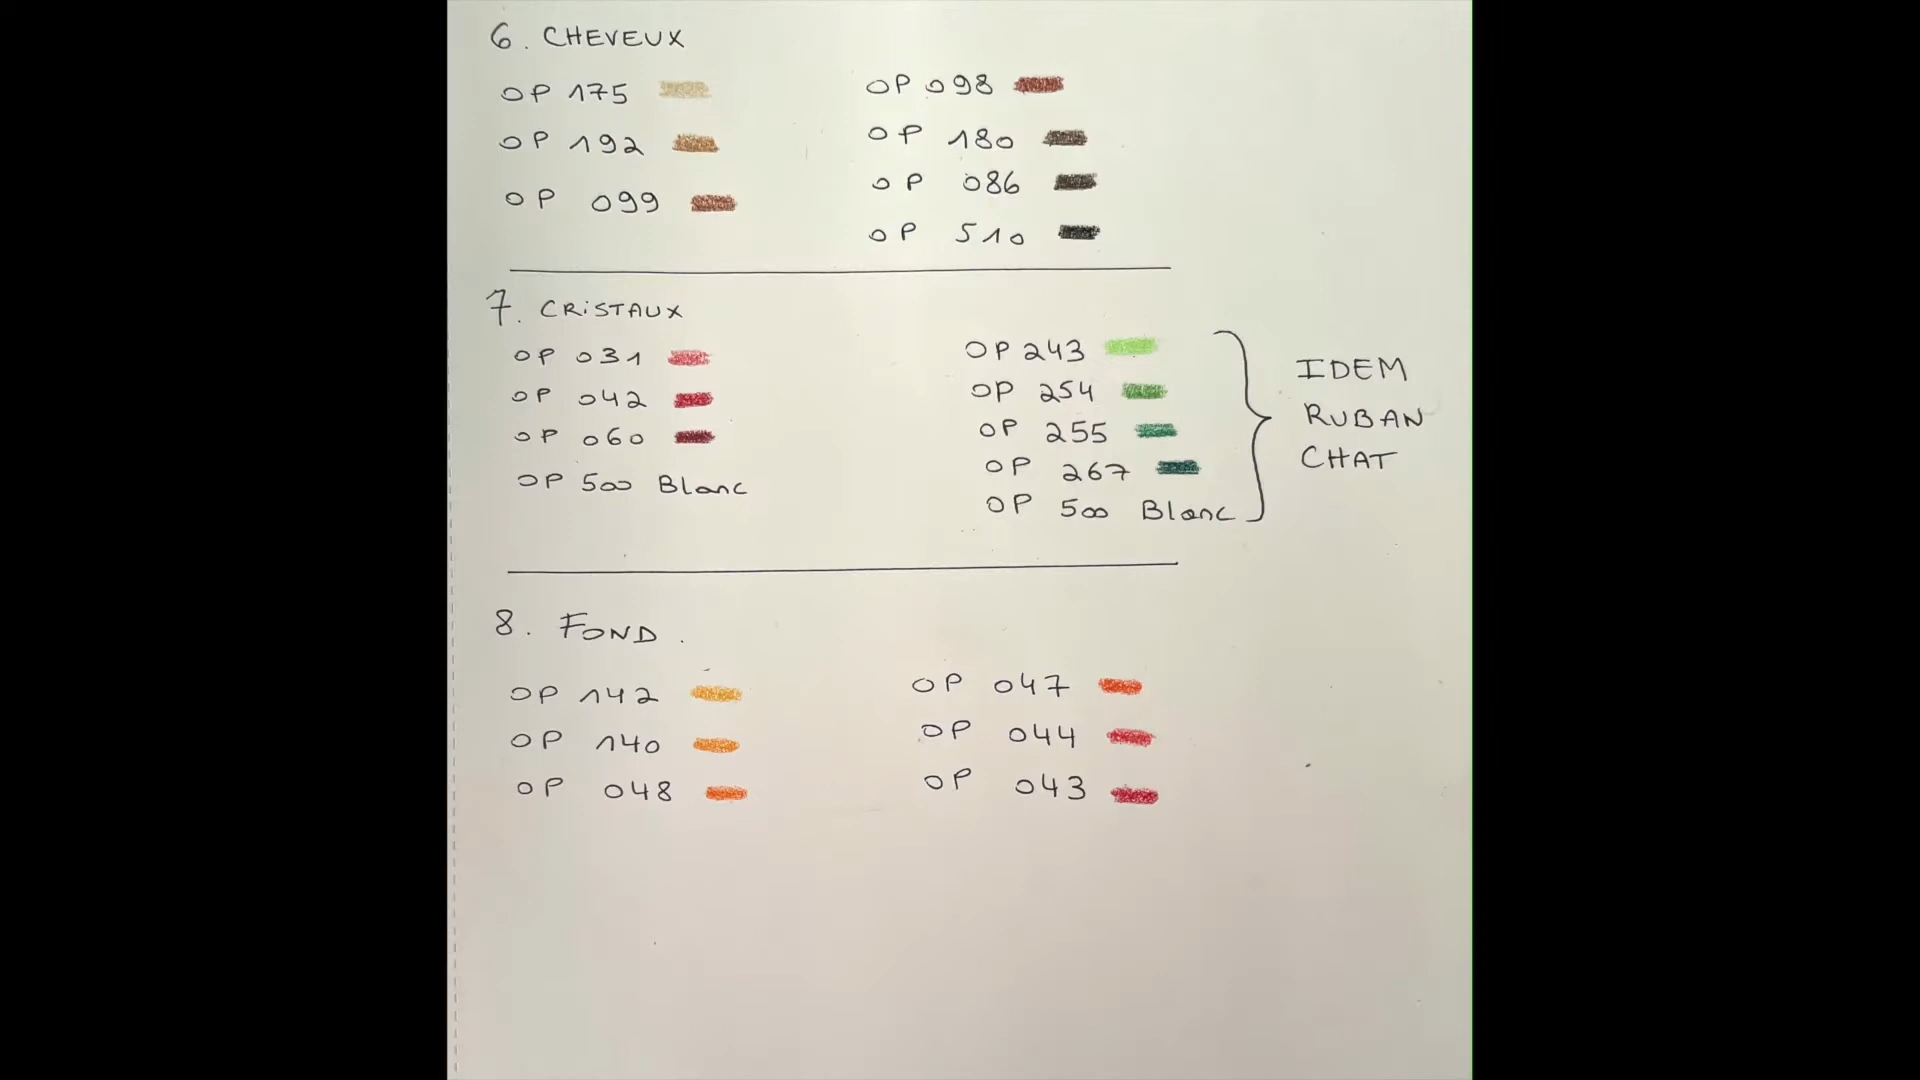 6. CHEVEUX
OP 175
OP 192
OP 099
OP 098
OP 180
OP 086
OP 510
7. CRiSTAUX
OP 031
OP 042
OP 060
OP 500 Blanc
OP 243
OP 254
OP 255
OP 267
OP 500 Blanc
IDEM
RUBAN
CHAT
8. FOND.
OP 142
OP 140
OP 048
OP 047
OP 044
OP 043